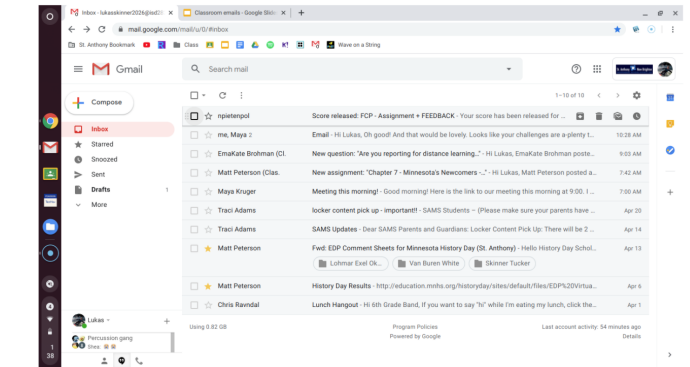 Inbox - lukasskinner2026@isd28
Classroom emails - Google Slide
mail.google.com/mail/u/0/#inbox
St. Anthony Bookmark
Class
K!
Wave on a String
Gmail
Search mail
Compose
1–10 of 10
Inbox
1
Starred
Snoozed
Sent
Drafts 1
More
npietenpol Score released: FCP - Assignment + FEEDBACK - Your score has been released for ...
me, Maya 2 Email - Hi Lukas, Oh good! And that would be lovely. Looks like your challenges are a-plenty t... 10:28 AM
EmaKate Brohman (Cl. New question: "Are you reporting for distance learning..." - Hi Lukas, EmaKate Brohman poste... 9:03 AM
Matt Peterson (Clas. New assignment: "Chapter 7 - Minnesota's Newcomers -..." - Hi Lukas, Matt Peterson posted a... 7:42 AM
Maya Kruger Meeting this morning! - Good morning! Here is the link to our meeting this morning at 9:00. I ... 7:00 AM
Traci Adams locker content pick up - important!! - SAMS Students – {Please make sure your parents have ... Apr 20
Traci Adams SAMS Updates - Dear SAMS Parents and Guardians: Locker Content Pick Up: There will be 2 ... Apr 14
Matt Peterson Fwd: EDP Comment Sheets for Minnesota History Day (St. Anthony) - Hello History Day Schol... Apr 13
Lohmar Exel Ok... Van Buren White Skinner Tucker
Matt Peterson History Day Results - http://education.mnhs.org/historyday/sites/default/files/EDP%20Virtua... Apr 6
Chris Ravndal Lunch Hangout - Hi 6th Grade Band, If you want to say "hi" while I'm eating my lunch, click the... Apr 1
Using 0.82 GB
Program Policies
Powered by Google
Last account activity: 54 minutes ago
Details
Lukas
Percussion gang
Shea:
1
38